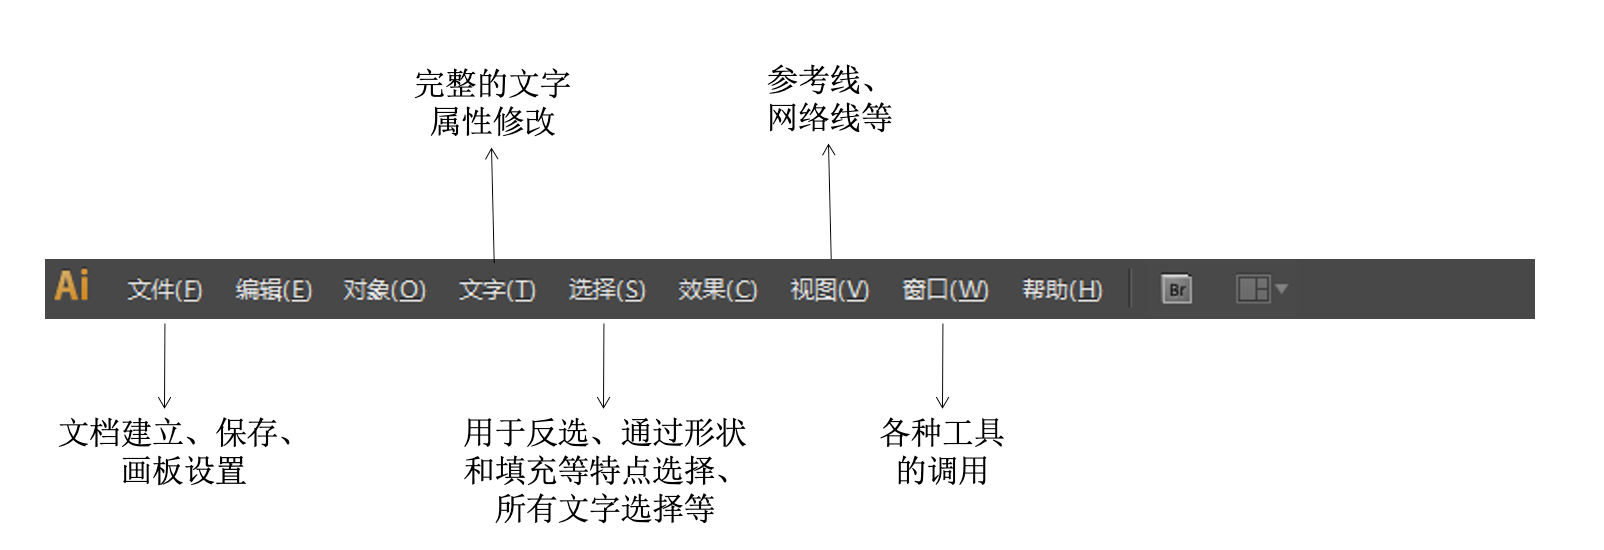 完整的文字
属性修改
参考线、
网络线等
Ai 文件(F) 编辑(E) 对象(O) 文字(T) 选择(S) 效果(C) 视图(V) 窗口(W) 帮助(H) Br
文档建立、保存、
画板设置
用于反选、通过形状
和填充等特点选择、
所有文字选择等
各种工具
的调用